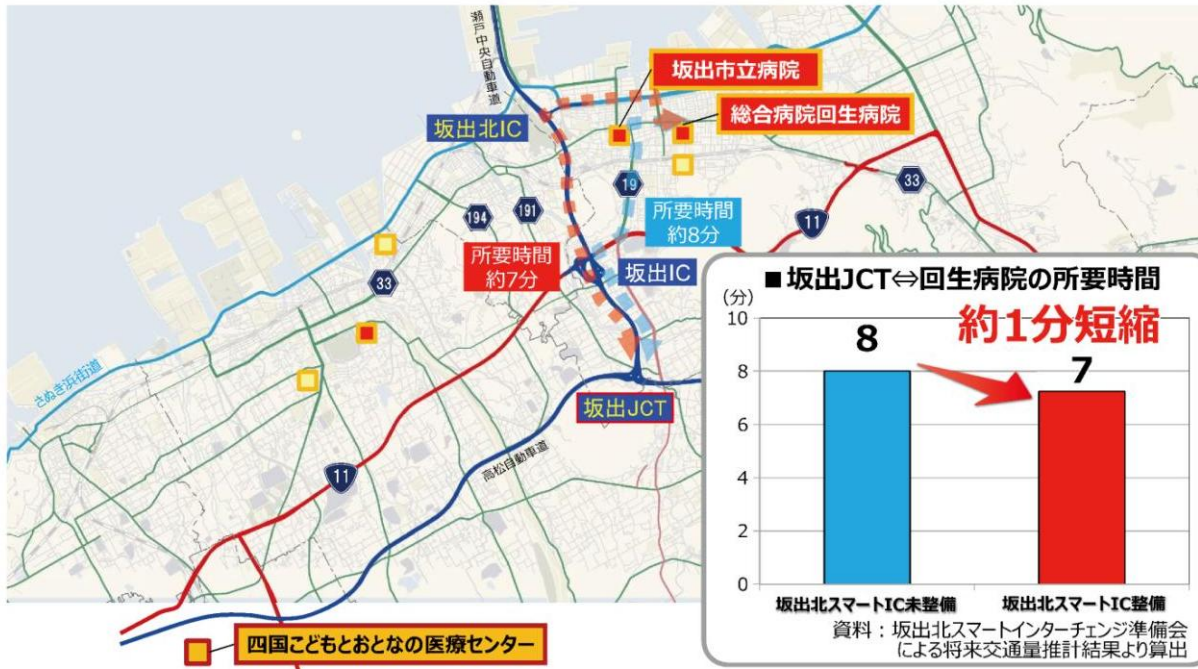 瀬戸中央自動車道
坂出市立病院
総合病院回生病院
坂出北IC
19
33
194
191
所要時間
約8分
11
所要時間
約7分
坂出IC
33
さぬき浜街道
坂出JCT
高松自動車道
11
四国こどもとおとなの医療センター
■坂出JCT⇔回生病院の所要時間
(分)
約1分短縮
10
8
6
4
2
0
8
7
坂出北スマートIC未整備
坂出北スマートIC整備
資料：坂出北スマートインターチェンジ準備会
による将来交通量推計結果より算出